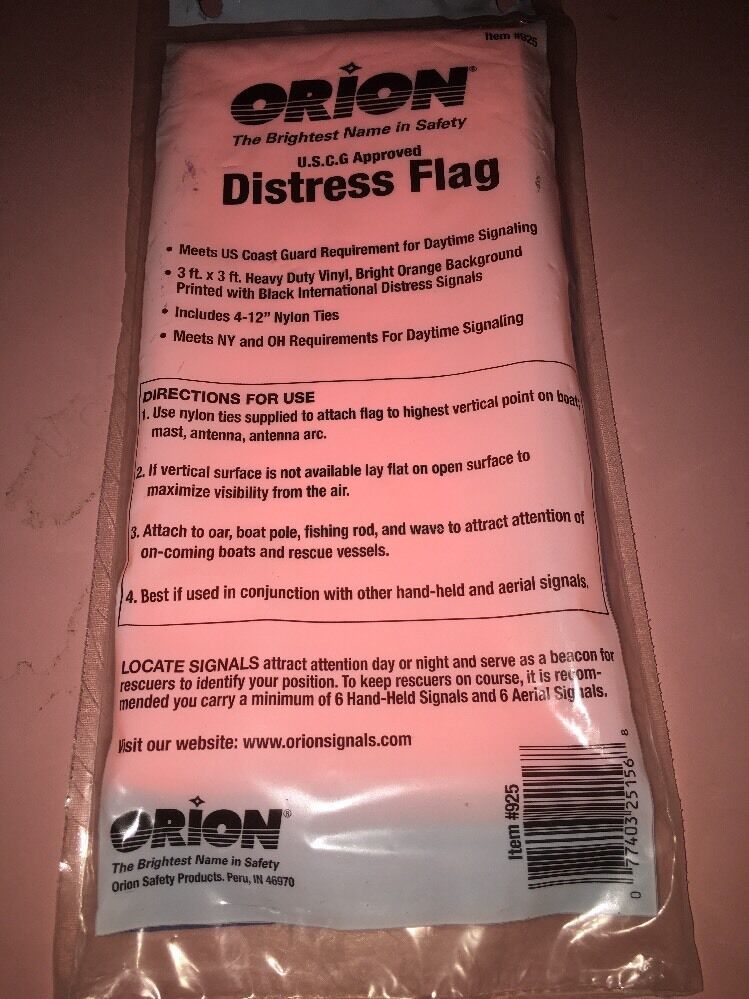 Item #925
ORION®
The Brightest Name in Safety
U.S.C.G Approved
Distress Flag
• Meets US Coast Guard Requirement for Daytime Signaling
• 3 ft. x 3 ft. Heavy Duty Vinyl, Bright Orange Background
Printed with Black International Distress Signals
• Includes 4-12” Nylon Ties
• Meets NY and OH Requirements For Daytime Signaling
DIRECTIONS FOR USE
1. Use nylon ties supplied to attach flag to highest vertical point on boat;
mast, antenna, antenna arc.
2. If vertical surface is not available lay flat on open surface to
maximize visibility from the air.
3. Attach to oar, boat pole, fishing rod, and wave to attract attention of
on-coming boats and rescue vessels.
4. Best if used in conjunction with other hand-held and aerial signals.
LOCATE SIGNALS attract attention day or night and serve as a beacon for
rescuers to identify your position. To keep rescuers on course, it is recom-
mended you carry a minimum of 6 Hand-Held Signals and 6 Aerial Signals.
Visit our website: www.orionsignals.com
ORION®
The Brightest Name in Safety
Orion Safety Products. Peru, IN 46970
Item #925
0 77403 25156 8